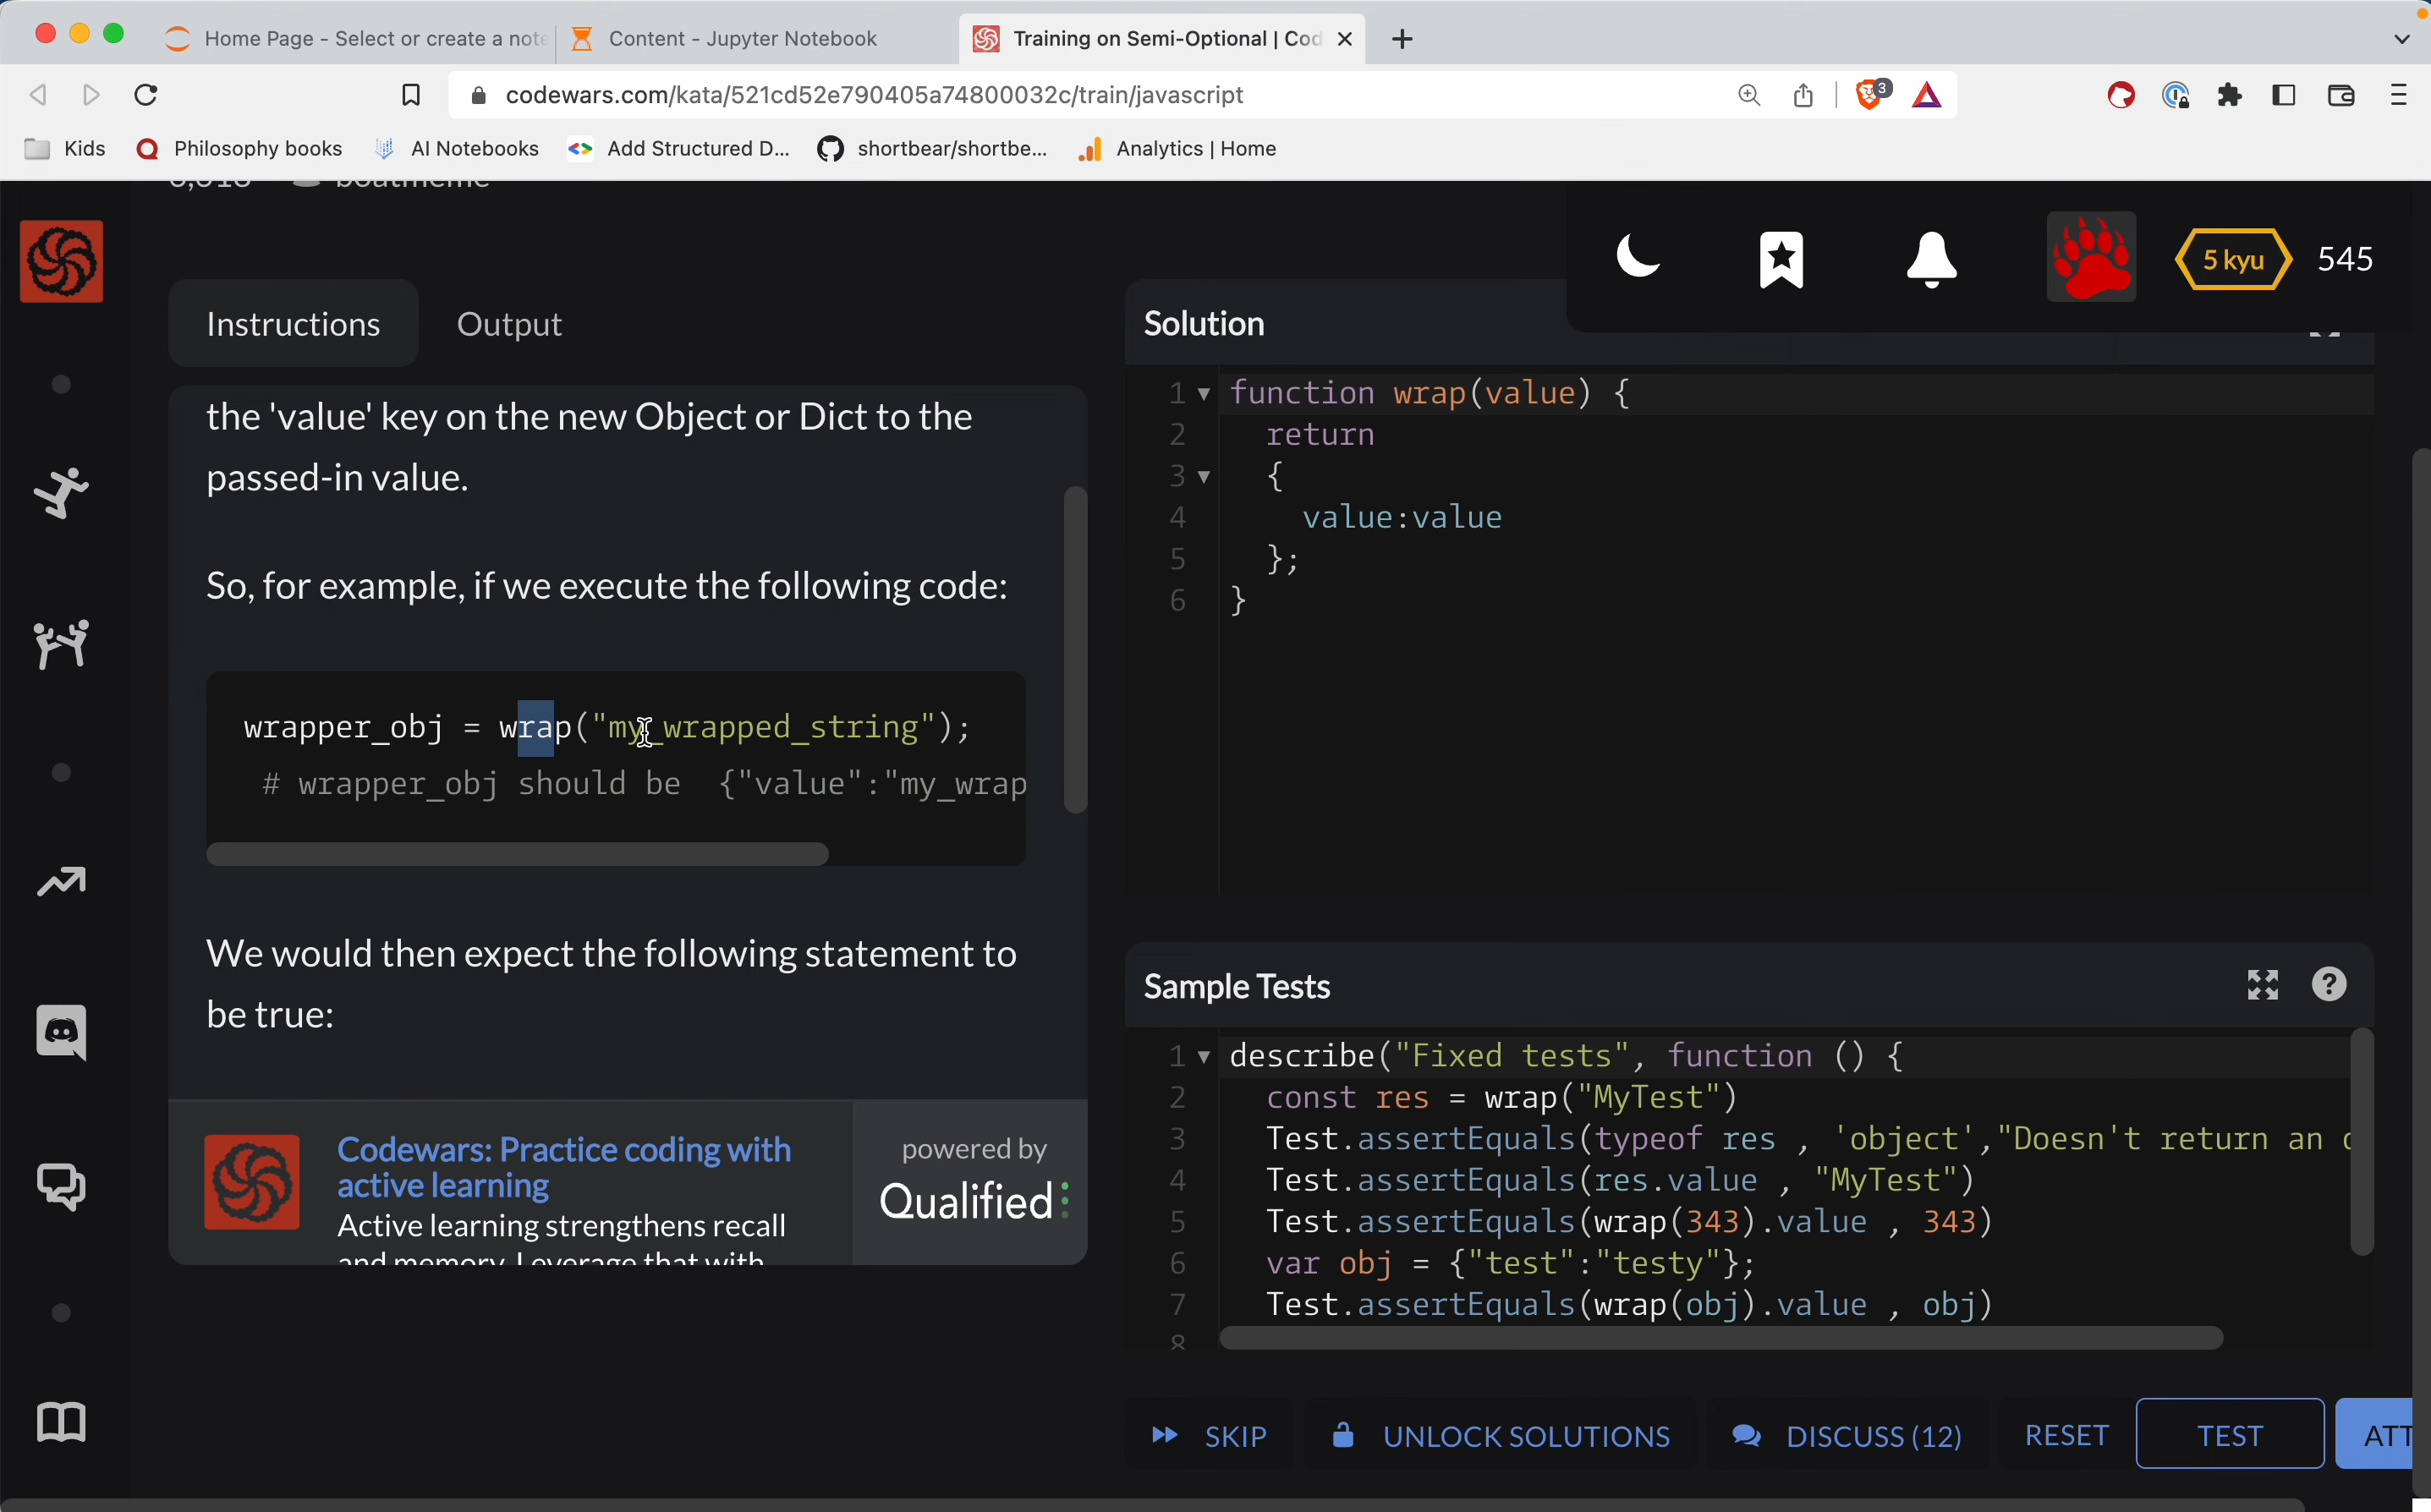 Home Page - Select or create a note
Content - Jupyter Notebook
Training on Semi-Optional | Cod
codewars.com/kata/521cd52e790405a74800032c/train/javascript
3
Kids
Philosophy books
AI Notebooks
Add Structured D...
shortbear/shortbe...
Analytics | Home
5 kyu
545
Instructions
Output
the 'value' key on the new Object or Dict to the
passed-in value.
So, for example, if we execute the following code:
wrapper_obj = wrap("my_wrapped_string");
# wrapper_obj should be {"value":"my_wrap
We would then expect the following statement to
be true:
Codewars: Practice coding with
active learning
Active learning strengthens recall
and memory. Leverage that with
powered by
Qualified
Solution
1 function wrap(value) {
2 return
3 {
4 value:value
5 };
6 }
Sample Tests
?
1 describe("Fixed tests", function () {
2 const res = wrap("MyTest")
3 Test.assertEquals(typeof res , 'object',"Doesn't return an
4 Test.assertEquals(res.value , "MyTest")
5 Test.assertEquals(wrap(343).value , 343)
6 var obj = {"test":"testy"};
7 Test.assertEquals(wrap(obj).value , obj)
8
SKIP
UNLOCK SOLUTIONS
DISCUSS (12)
RESET
TEST
ATT